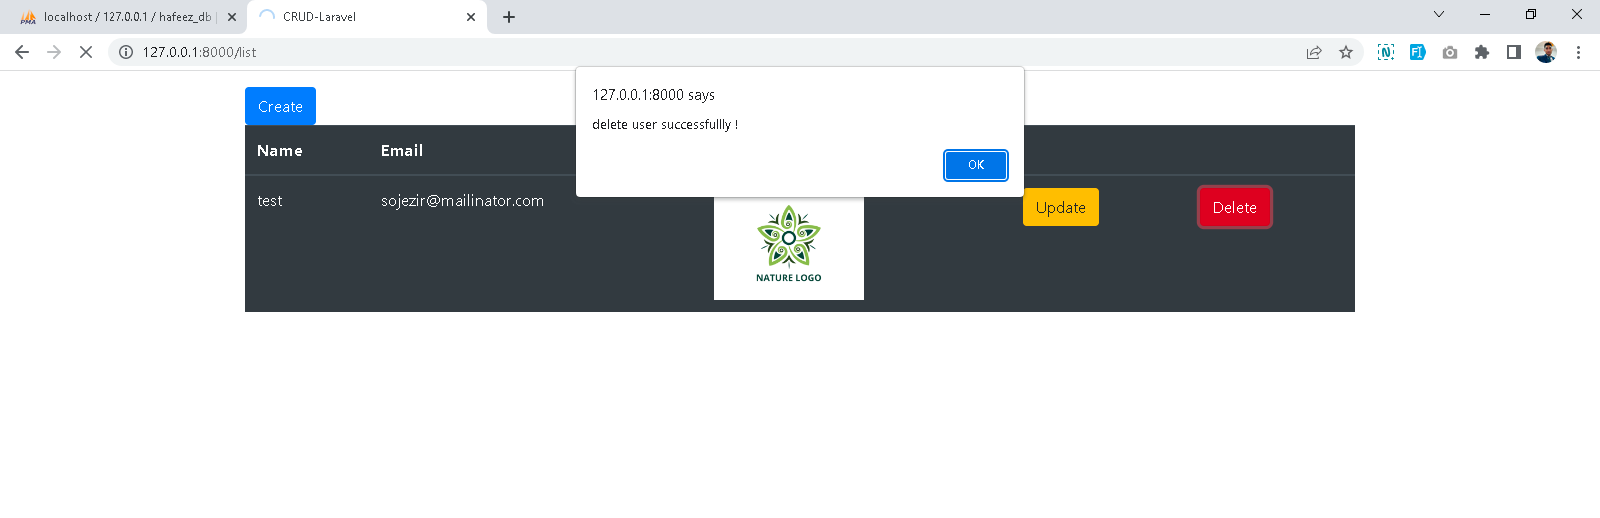 localhost / 127.0.0.1 / hafeez_db
CRUD-Laravel
127.0.0.1:8000/list
127.0.0.1:8000 says
delete user successfullly !
OK
Create
Name Email
test sojezir@mailinator.com Update Delete
NATURE LOGO